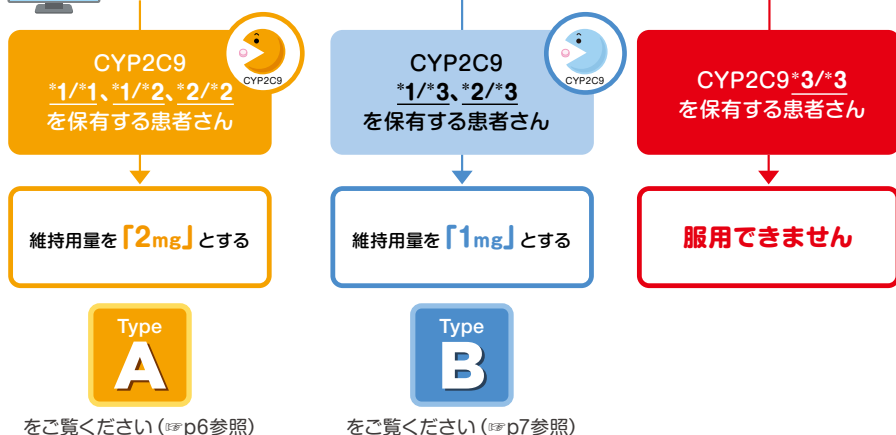 CYP2C9
*1/*1、*1/*2、*2/*2
を保有する患者さん
CYP2C9
維持用量を「2mg」とする
Type
A
をご覧ください(☞p6参照)
CYP2C9
*1/*3、*2/*3
を保有する患者さん
CYP2C9
維持用量を「1mg」とする
Type
B
をご覧ください(☞p7参照)
CYP2C9*3/*3
を保有する患者さん
服用できません